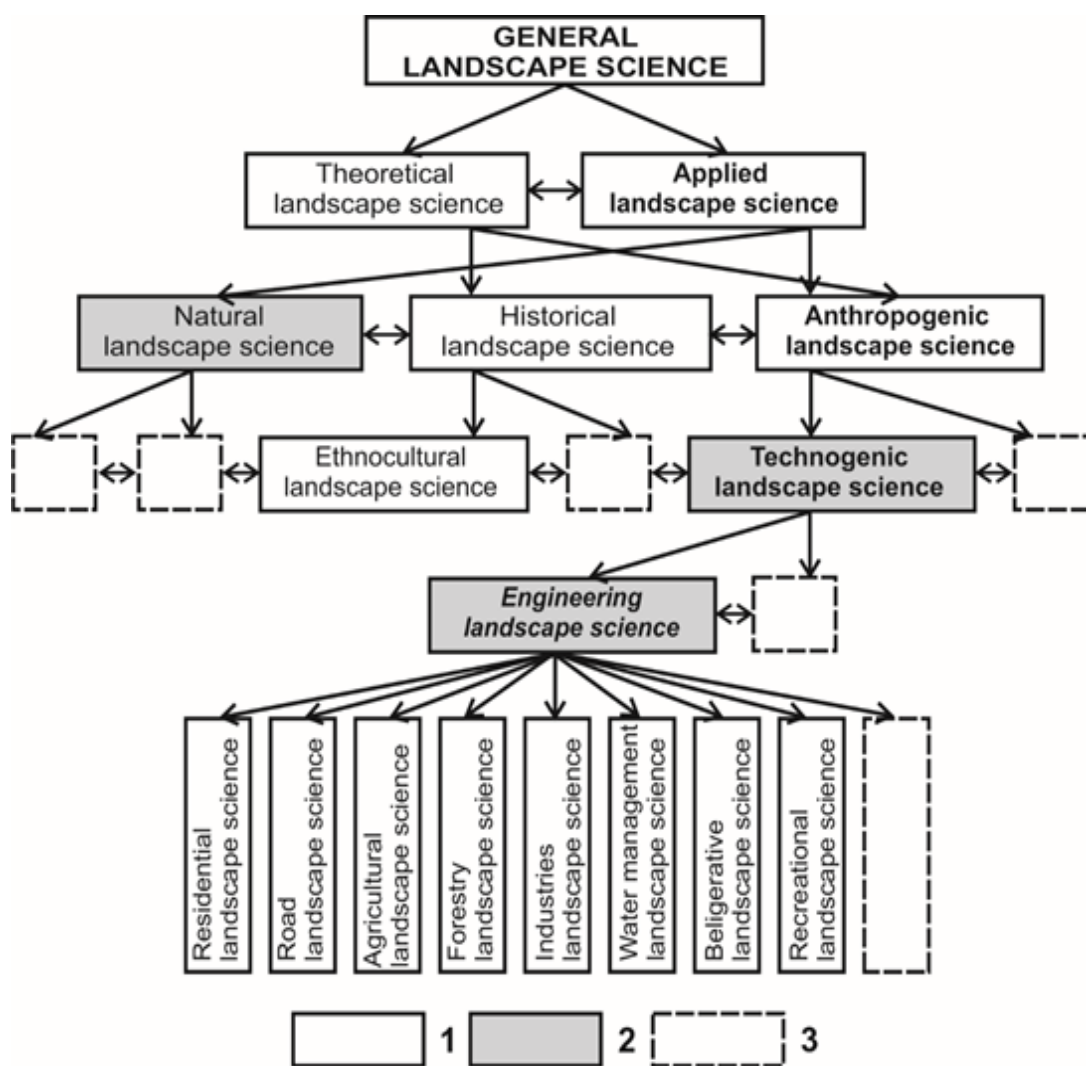 GENERAL
LANDSCAPE SCIENCE
Theoretical
landscape science
Applied
landscape science
Natural
landscape science
Historical
landscape science
Anthropogenic
landscape science
Ethnocultural
landscape science
Technogenic
landscape science
Engineering
landscape science
Residential
landscape science
Road
landscape science
Agricultural
landscape science
Forestry
landscape science
Industries
landscape science
Water management
landscape science
Beligerative
landscape science
Recreational
landscape science
1
2
3